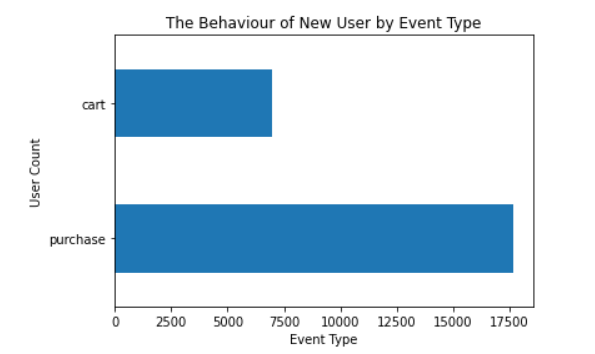 The Behaviour of New User by Event Type
cart
User Count
purchase
0 2500 5000 7500 10000 12500 15000 17500
Event Type